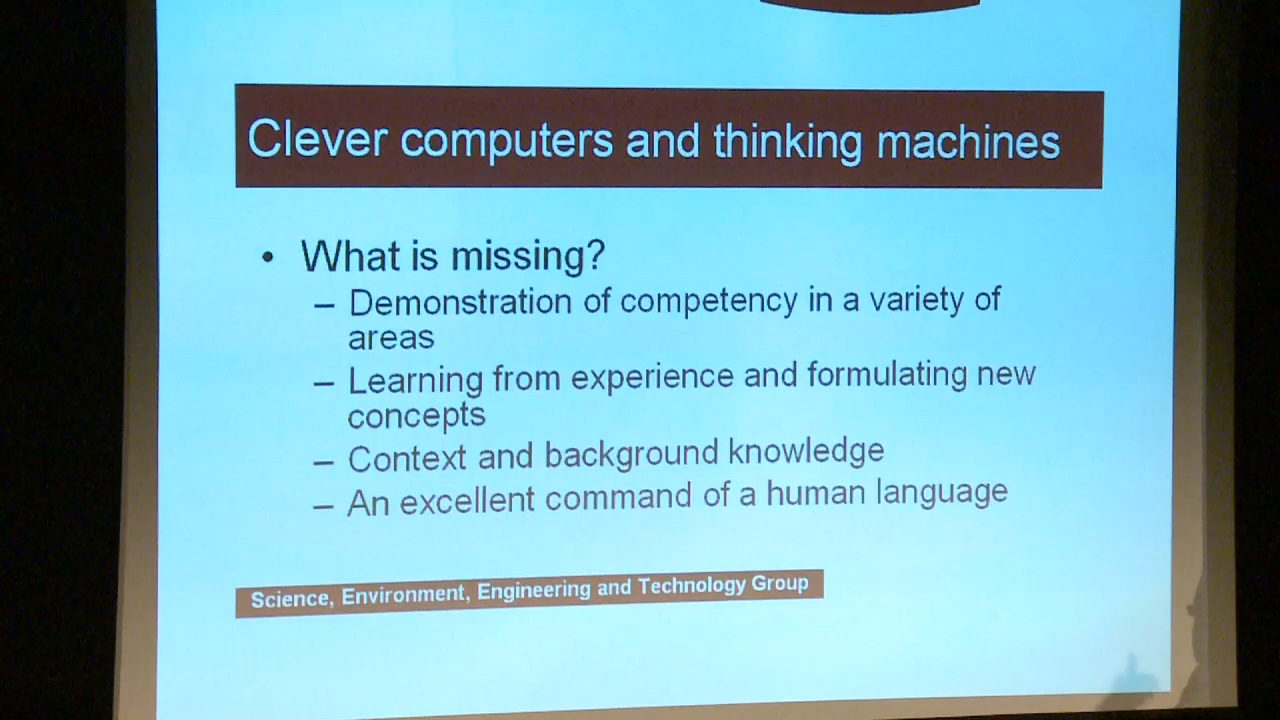 Clever computers and thinking machines
• What is missing?
– Demonstration of competency in a variety of
areas
– Learning from experience and formulating new
concepts
– Context and background knowledge
– An excellent command of a human language
Science, Environment, Engineering and Technology Group